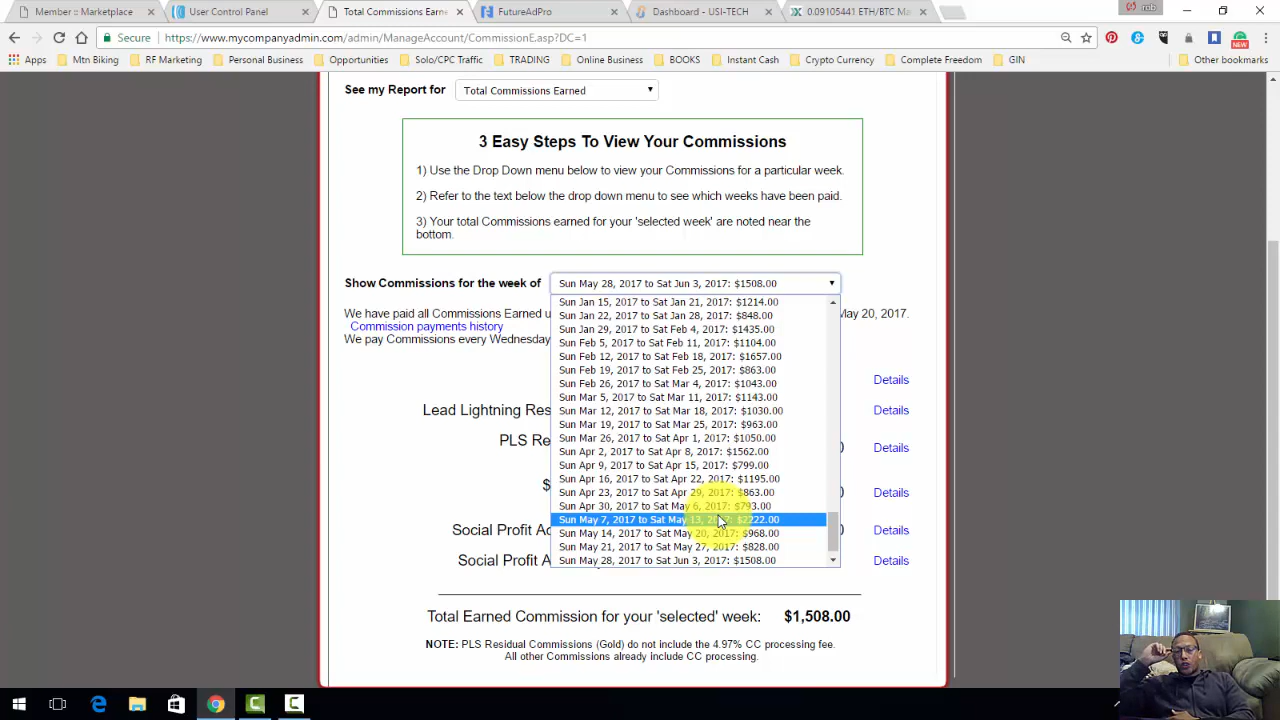 Member :: Marketplace
User Control Panel
Total Commissions Earne
FutureAdPro
Dashboard - USI-TECH
0.09105441 ETH/BTC Ma
rob
Secure | https://www.mycompanyadmin.com/admin/ManageAccount/CommissionE.asp?DC=1
NEW
Apps Mtn Biking RF Marketing Personal Business Opportunities Solo/CPC Traffic TRADING Online Business BOOKS Instant Cash Crypto Currency Complete Freedom GIN Other bookmarks
See my Report for Total Commissions Earned
3 Easy Steps To View Your Commissions
1) Use the Drop Down menu below to view your Commissions for a particular week.
2) Refer to the text below the drop down menu to see which weeks have been paid.
3) Your total Commissions earned for your 'selected week' are noted near the
bottom.
Show Commissions for the week of Sun May 28, 2017 to Sat Jun 3, 2017: $1508.00
Sun Jan 15, 2017 to Sat Jan 21, 2017: $1214.00
Sun Jan 22, 2017 to Sat Jan 28, 2017: $848.00
Sun Jan 29, 2017 to Sat Feb 4, 2017: $1435.00
Sun Feb 5, 2017 to Sat Feb 11, 2017: $1104.00
Sun Feb 12, 2017 to Sat Feb 18, 2017: $1657.00
Sun Feb 19, 2017 to Sat Feb 25, 2017: $863.00
Sun Feb 26, 2017 to Sat Mar 4, 2017: $1043.00
Sun Mar 5, 2017 to Sat Mar 11, 2017: $1143.00
Sun Mar 12, 2017 to Sat Mar 18, 2017: $1030.00
Sun Mar 19, 2017 to Sat Mar 25, 2017: $963.00
Sun Mar 26, 2017 to Sat Apr 1, 2017: $1050.00
Sun Apr 2, 2017 to Sat Apr 8, 2017: $1562.00
Sun Apr 9, 2017 to Sat Apr 15, 2017: $799.00
Sun Apr 16, 2017 to Sat Apr 22, 2017: $1195.00
Sun Apr 23, 2017 to Sat Apr 29, 2017: $863.00
Sun Apr 30, 2017 to Sat May 6, 2017: $793.00
Sun May 7, 2017 to Sat May 13, 2017: $2222.00
Sun May 14, 2017 to Sat May 20, 2017: $968.00
Sun May 21, 2017 to Sat May 27, 2017: $828.00
Sun May 28, 2017 to Sat Jun 3, 2017: $1508.00
We have paid all Commissions Earned u May 20, 2017.
Commission payments history
We pay Commissions every Wednesday
Details
Lead Lightning Res Details
PLS Re Details
$ Details
Social Profit Ac Details
Social Profit A Details
Total Earned Commission for your 'selected' week: $1,508.00
NOTE: PLS Residual Commissions (Gold) do not include the 4.97% CC processing fee.
All other Commissions already include CC processing.